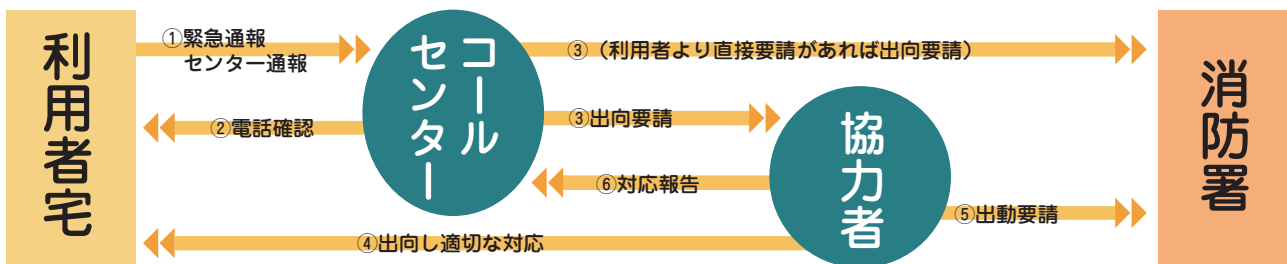 利用者宅
①緊急通報
センター通報
②電話確認
コール
センター
③（利用者より直接要請があれば出向要請）
③出向要請
⑥対応報告
④出向し適切な対応
協力者
⑤出動要請
消防署